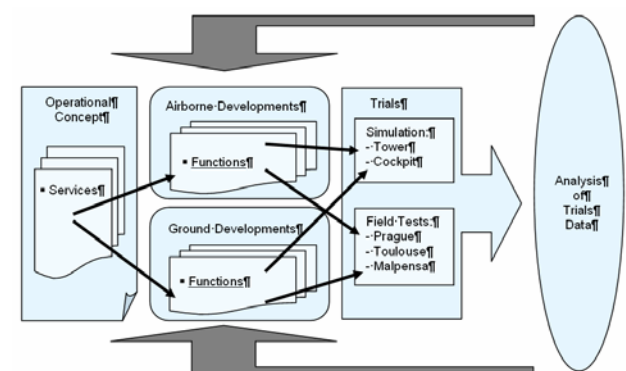 Operational¶
Concept¶
▪ Services¶
Airborne·Developments¶
▪ Functions¶
Ground·Developments¶
▪ Functions¶
Trials¶
Simulation:¶
-·Tower¶
-·Cockpit¶
Field·Tests:¶
-·Prague¶
-·Toulouse¶
-·Malpensa¶
Analysis¶
of¶
Trials¶
Data¶